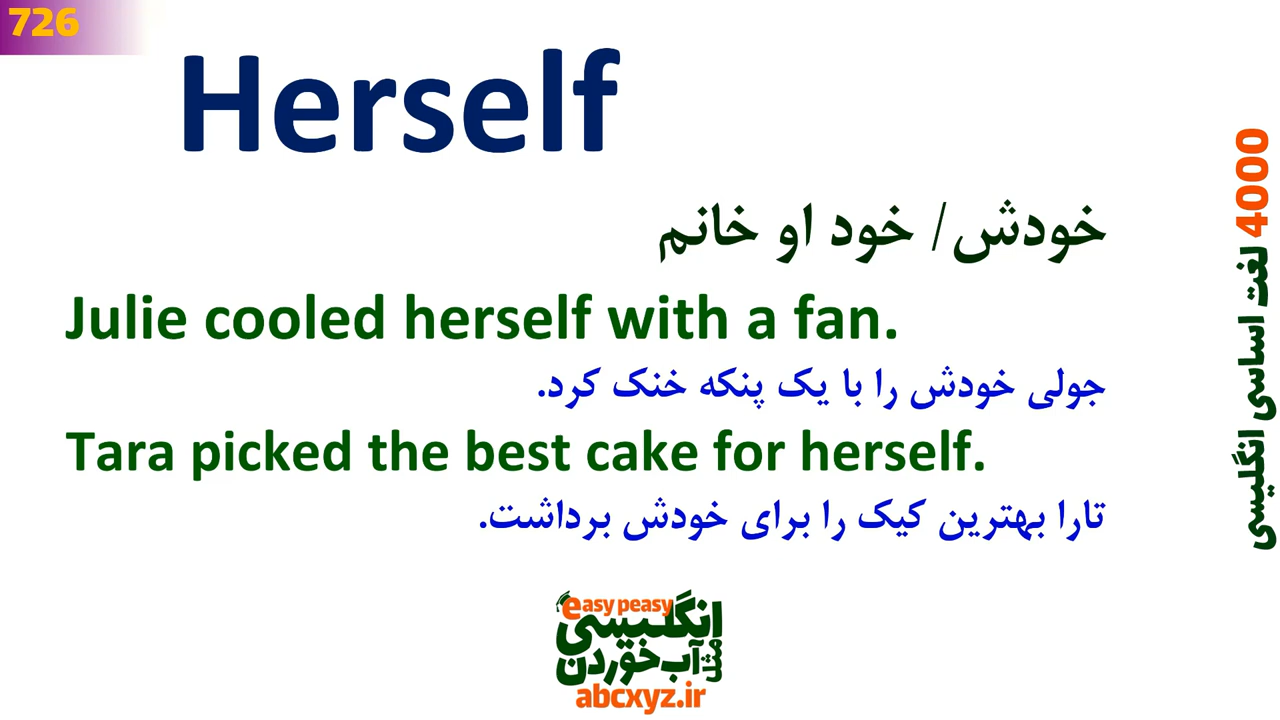 726
Herself
خودش/ خود او خانم
Julie cooled herself with a fan.
جولی خودش را با یک پنکه خنک کرد.
Tara picked the best cake for herself.
تارا بهترین کیک را برای خودش برداشت.
4000 لغت اساسی انگلیسی
easy peasy
انگلیسی
مثل آب خوردن
abcxyz.ir